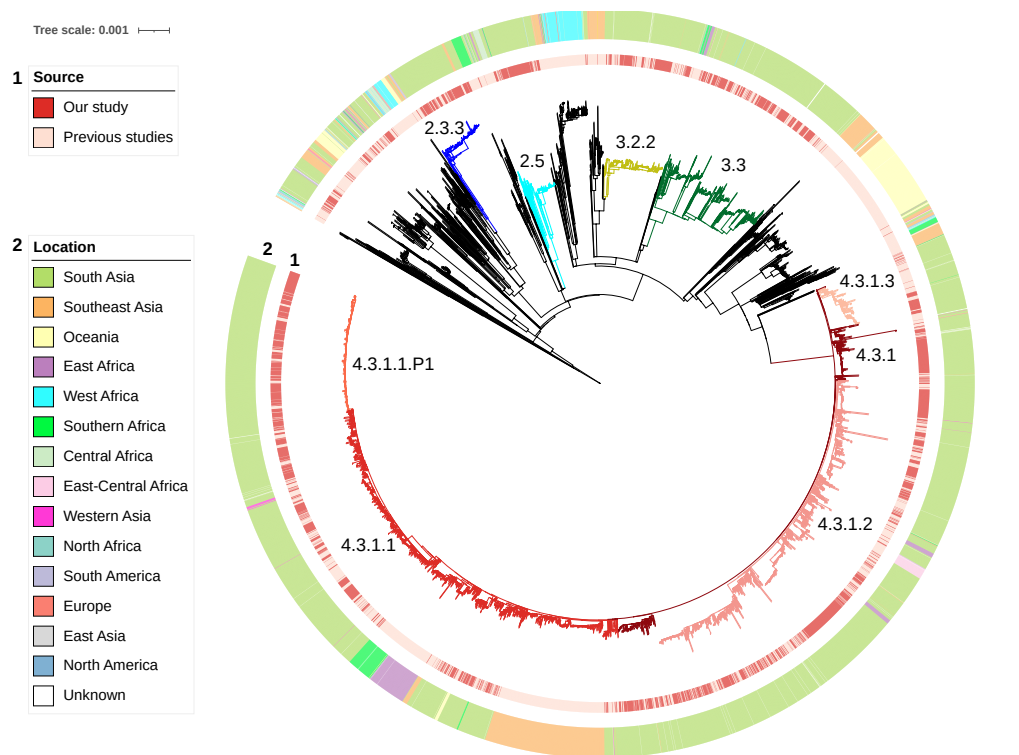 Tree scale: 0.001
1 Source
Our study
Previous studies
2 Location
South Asia
Southeast Asia
Oceania
East Africa
West Africa
Southern Africa
Central Africa
East-Central Africa
Western Asia
North Africa
South America
Europe
East Asia
North America
Unknown
2.3.3
2.5
3.2.2
3.3
2
1
4.3.1.3
4.3.1
4.3.1.1.P1
4.3.1.2
4.3.1.1